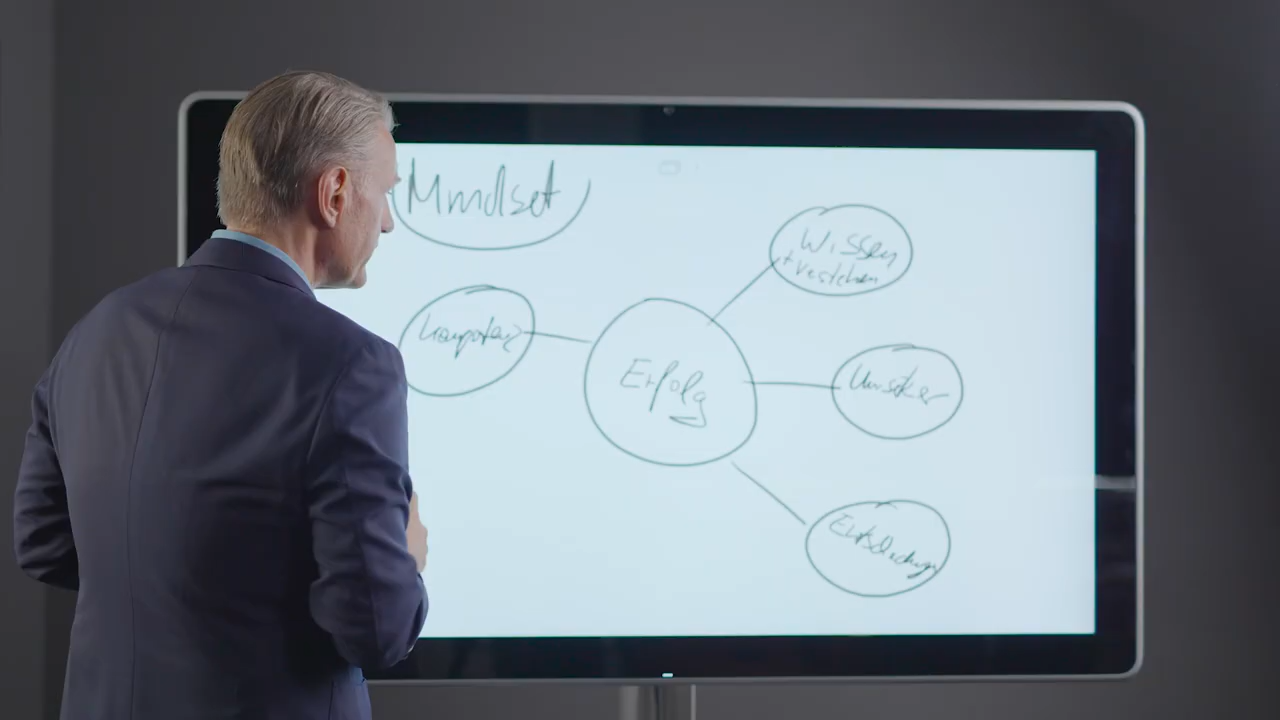 Mindset
Wissen
+ Verstehen
Kompetenz
Erfolg
Umsetzen
Entscheidungen